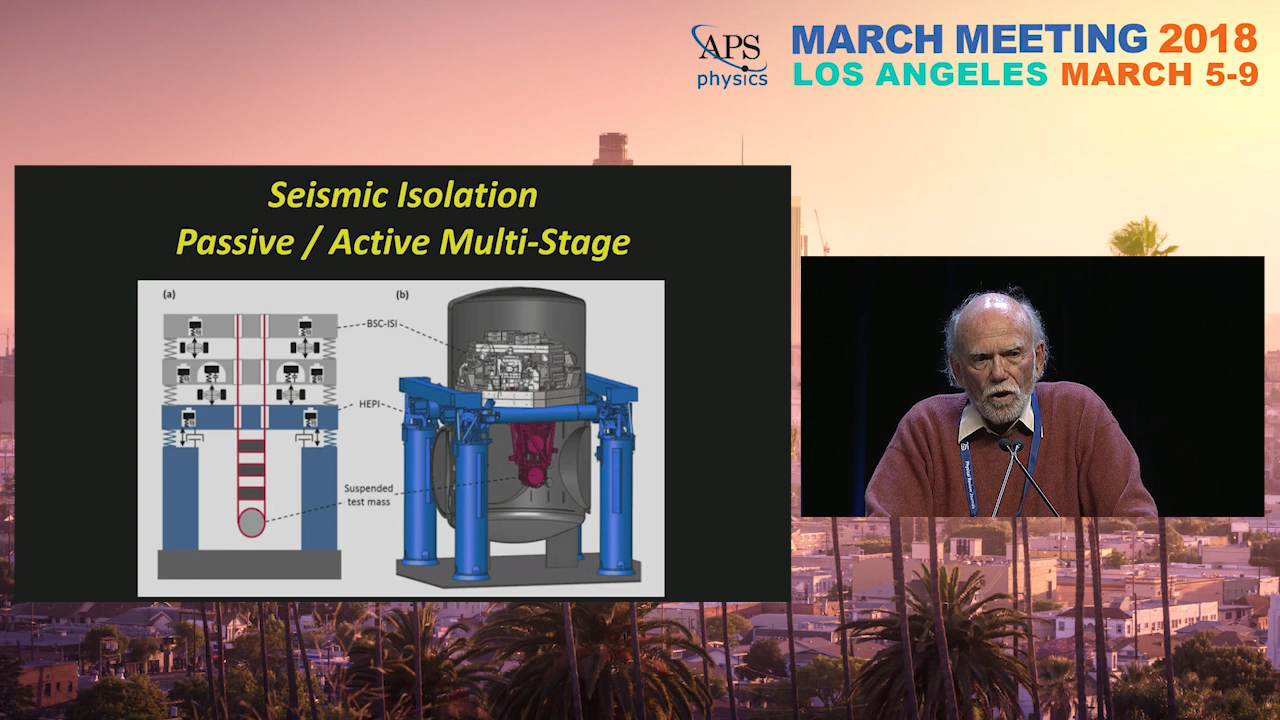 APS
physics
MARCH MEETING 2018
LOS ANGELES MARCH 5-9
Seismic Isolation
Passive / Active Multi-Stage
(a)
(b)
BSC-ISI
HEPI
Suspended
test mass